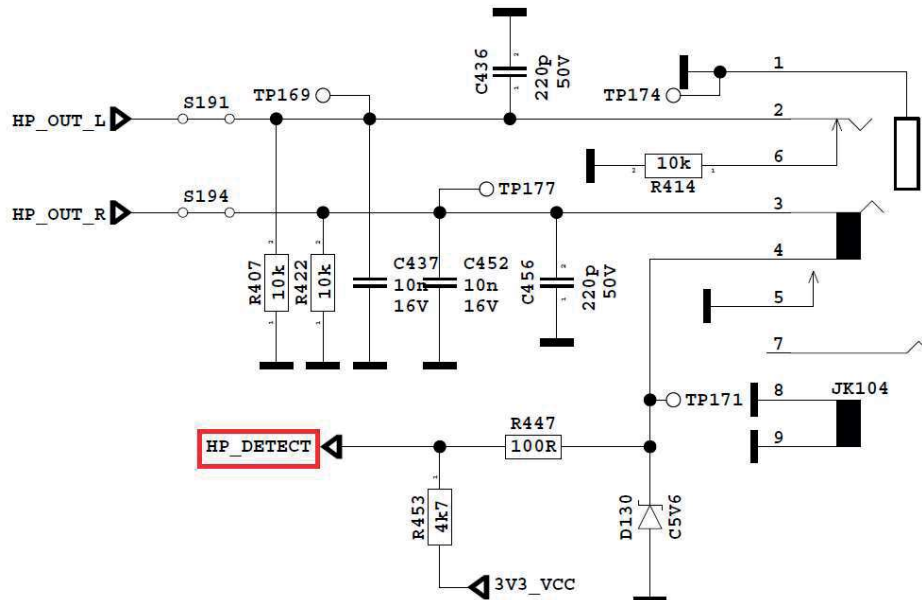 C436
220p
50V
1
TP174
2
S191
TP169
HP_OUT_L
6
10k
R414
TP177
S194
3
HP_OUT_R
4
R407
10k
R422
10k
C437
10n
16V
C452
10n
16V
C456
220p
50V
5
7
TP171
8
JK104
R447
HP_DETECT
100R
9
R453
4k7
D130
C5V6
3V3_VCC